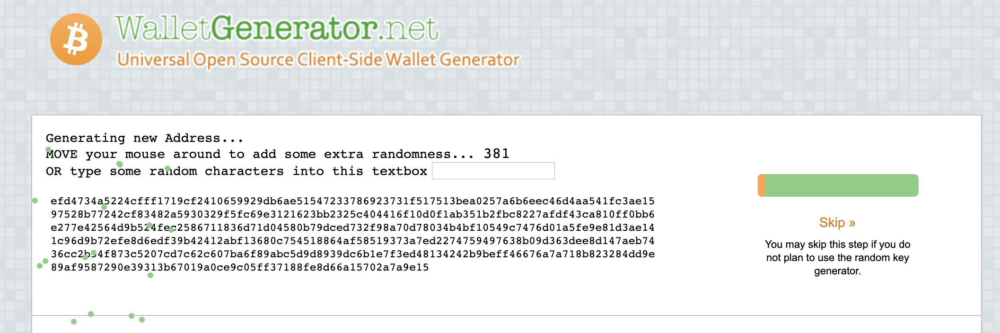 WalletGenerator.net
Universal Open Source Client-Side Wallet Generator
Generating new Address...
MOVE your mouse around to add some extra randomness... 381
OR type some random characters into this textbox
efd4734a5224cfff1719cf2410659929db6ae51547233786923731f517513bea0257a6b6eec46d4aa541fc3ae15
97528b77242cf83482a5930329f5fc69e3121623bb2325c404416f10d0f1ab351b2fbc8227afdf43ca810ff0bb6
e277e42564d9b524fec2586711836d71d04580b79dced732f98a70d78034b4bf10549c7476d01a5fe9e81d3ae14
1c96d9b72efe8d6edf39b42412abf13680c754518864af58519373a7ed2274759497638b09d363dee8d147aeb74
36cc2b94f873c5207cd7c62c607ba6f89abc5d9d8939dc6b1e7f3ed48134242b9beff46676a7a718b823284dd9e
89af9587290e39313b67019a0ce9c05ff37188fe8d66a15702a7a9e15
Skip »
You may skip this step if you do
not plan to use the random key
generator.